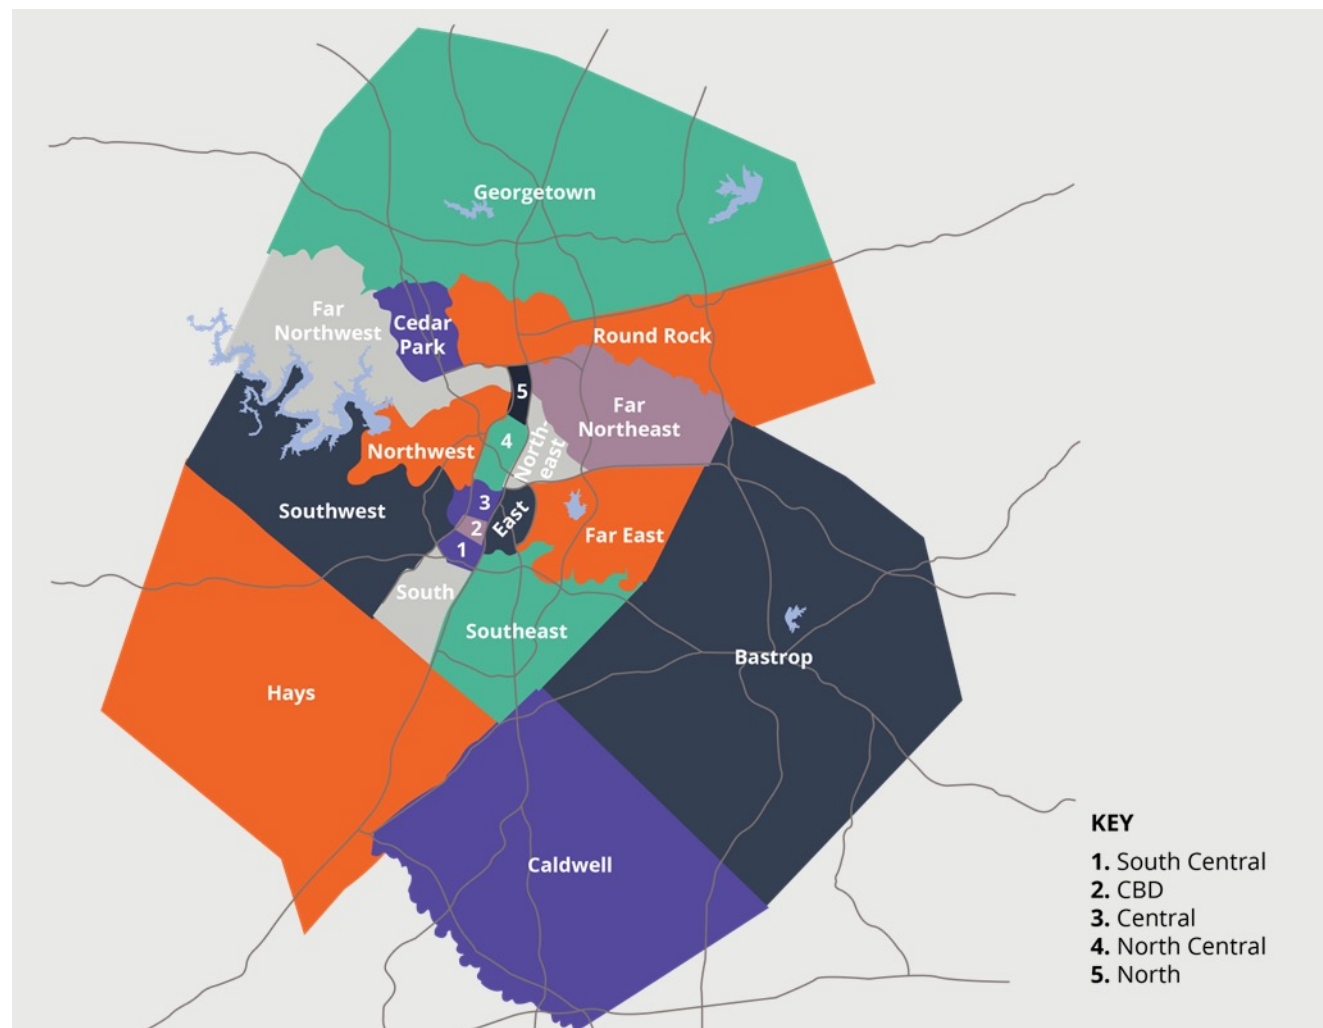 Georgetown
Far
Northwest
Cedar
Park
Round Rock
5
Far
Northeast
4
North-
east
Northwest
3
East
2
1
Southwest
Far East
South
Southeast
Bastrop
Hays
Caldwell
KEY
1. South Central
2. CBD
3. Central
4. North Central
5. North